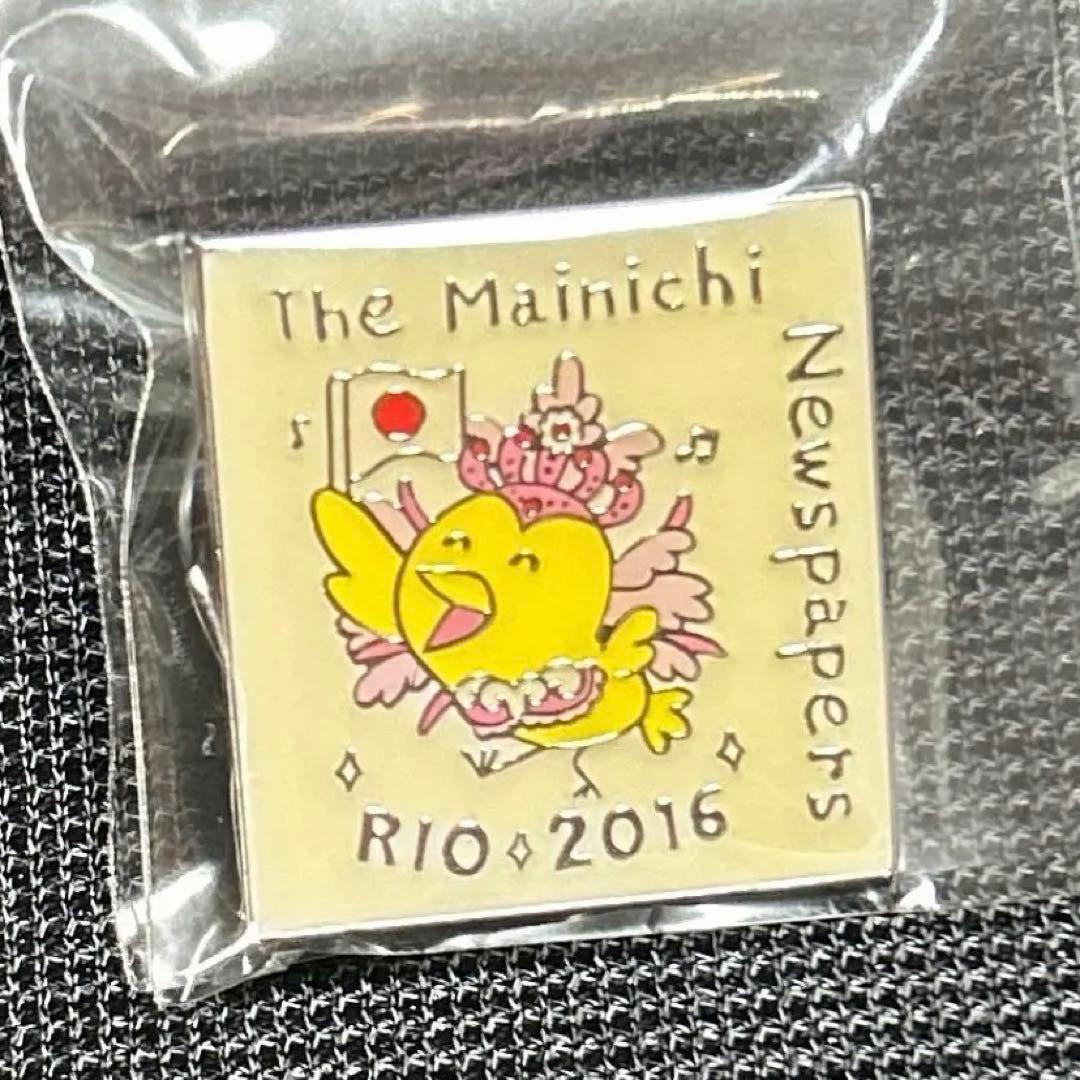 The Mainichi
Newspapers
RIO 2016